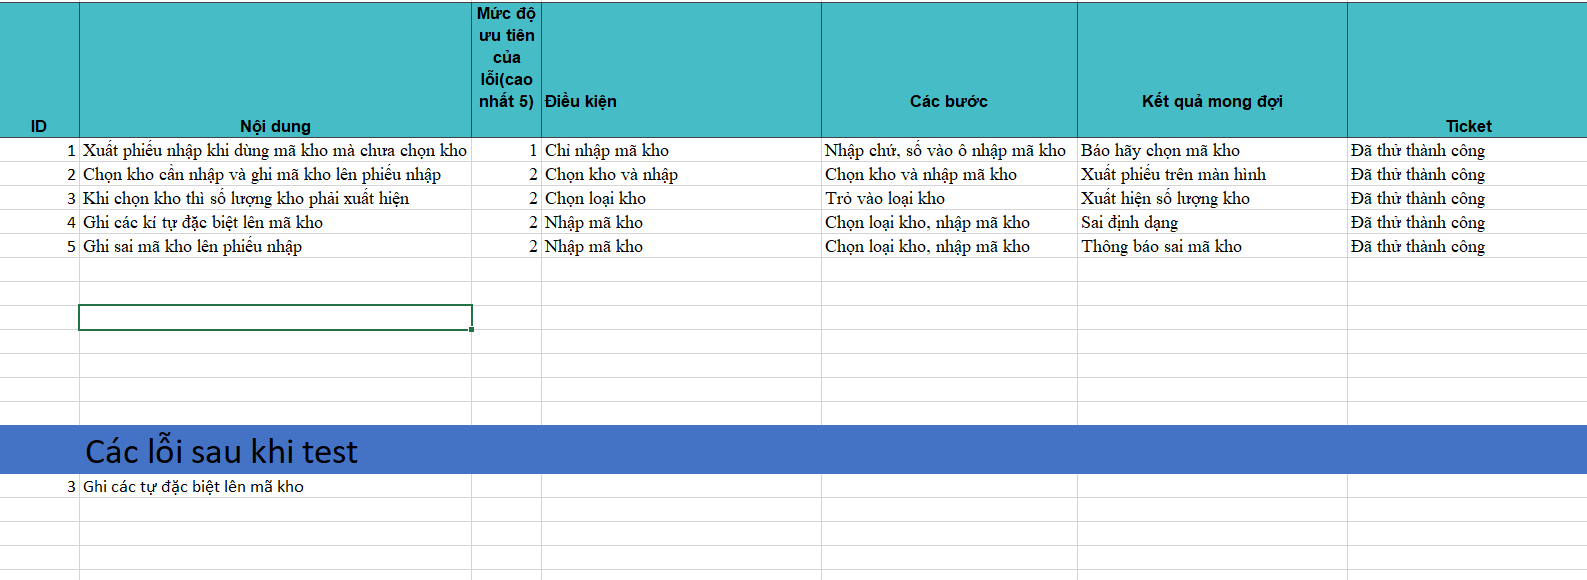 ID Nội dung Mức độ ưu tiên của lỗi(cao nhất 5) Điều kiện Các bước Kết quả mong đợi Ticket
1 Xuất phiếu nhập khi dùng mã kho mà chưa chọn kho 1 Chỉ nhập mã kho Nhập chứ, số vào ô nhập mã kho Báo hãy chọn mã kho Đã thử thành công
2 Chọn kho cần nhập và ghi mã kho lên phiếu nhập 2 Chọn kho và nhập Chọn kho và nhập mã kho Xuất phiếu trên màn hình Đã thử thành công
3 Khi chọn kho thì số lượng kho phải xuất hiện 2 Chọn loại kho Trỏ vào loại kho Xuất hiện số lượng kho Đã thử thành công
4 Ghi các kí tự đặc biệt lên mã kho 2 Nhập mã kho Chọn loại kho, nhập mã kho Sai định dạng Đã thử thành công
5 Ghi sai mã kho lên phiếu nhập 2 Nhập mã kho Chọn loại kho, nhập mã kho Thông báo sai mã kho Đã thử thành công
Các lỗi sau khi test
3 Ghi các tự đặc biệt lên mã kho